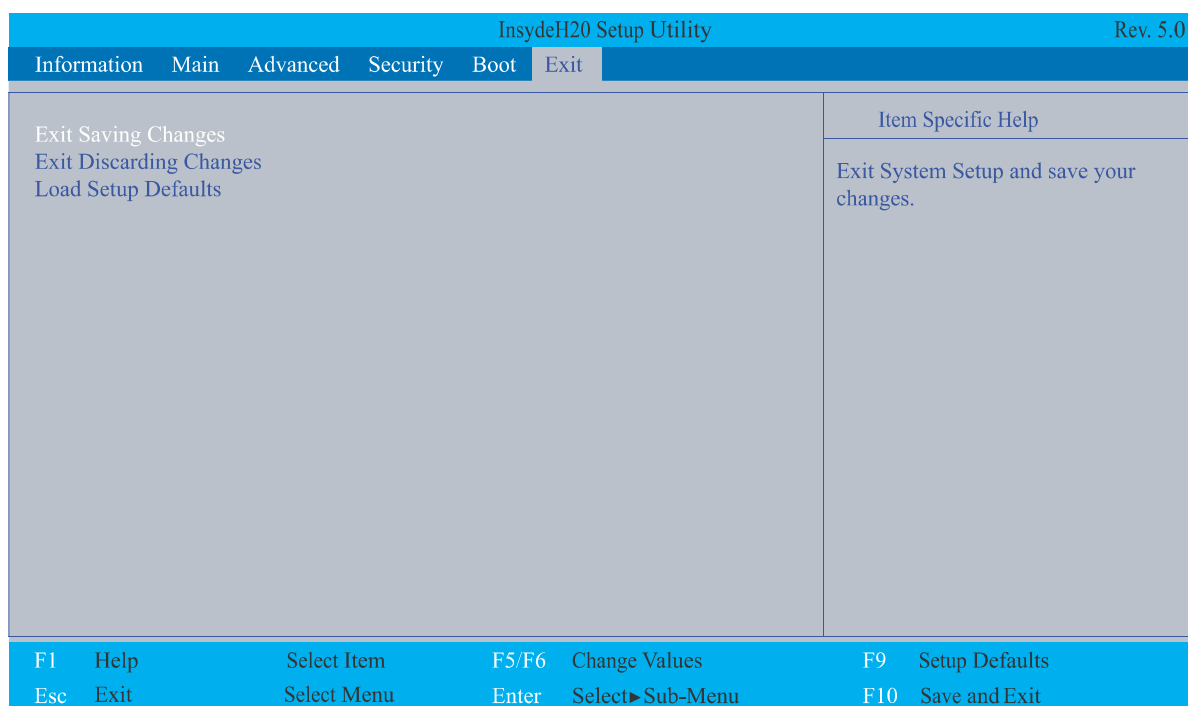 InsydeH20 Setup Utility Rev. 5.0
Information Main Advanced Security Boot Exit
Exit Saving Changes
Exit Discarding Changes
Load Setup Defaults
Item Specific Help
Exit System Setup and save your
changes.
F1 Help Select Item F5/F6 Change Values F9 Setup Defaults
Esc Exit Select Menu Enter Select▸Sub-Menu F10 Save and Exit